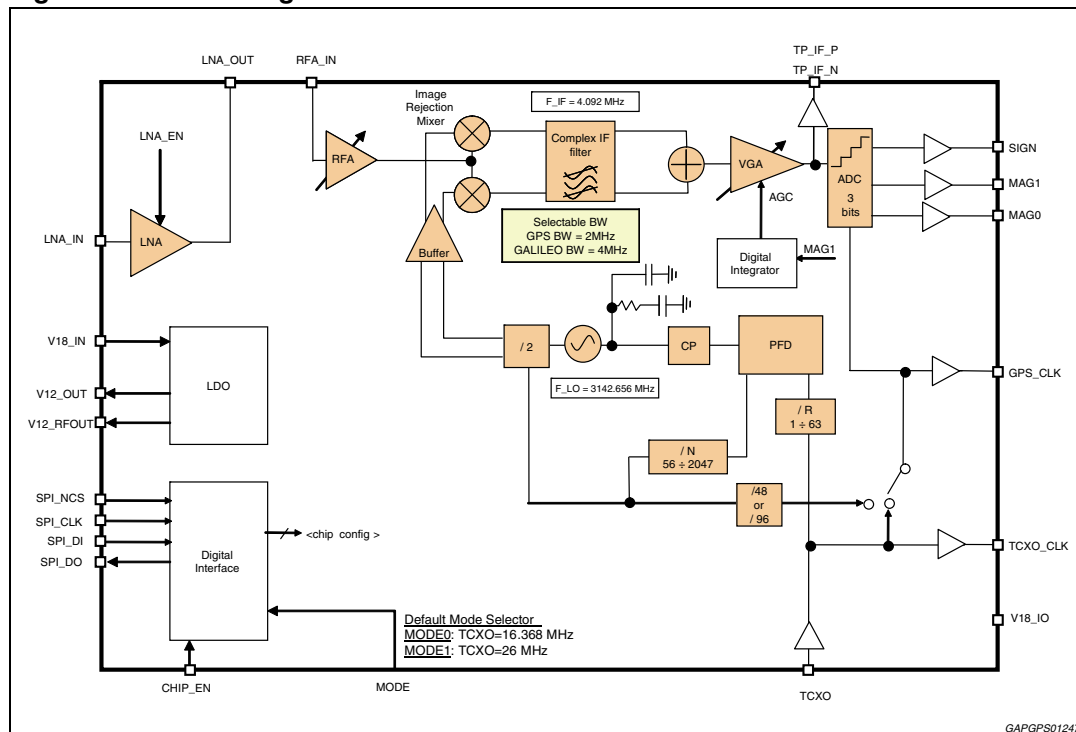 TP_IF_P
TP_IF_N
LNA_OUT
RFA_IN
LNA_EN
Image
Rejection
Mixer
F_IF = 4.092 MHz
RFA
Complex IF
filter
VGA
AGC
ADC
3
bits
SIGN
MAG1
MAG0
LNA_IN
LNA
Buffer
Selectable BW
GPS BW = 2MHz
GALILEO BW = 4MHz
Digital
Integrator
MAG1
V18_IN
V12_OUT
V12_RFOUT
LDO
/ 2
CP
PFD
F_LO = 3142.656 MHz
GPS_CLK
/ R
1 ÷ 63
/ N
56 ÷ 2047
/48
or
/ 96
SPI_NCS
SPI_CLK
SPI_DI
SPI_DO
Digital
Interface
<chip config >
TCXO_CLK
V18_IO
Default Mode Selector
MODE0: TCXO=16.368 MHz
MODE1: TCXO=26 MHz
CHIP_EN
MODE
TCXO
GAPGPS01247